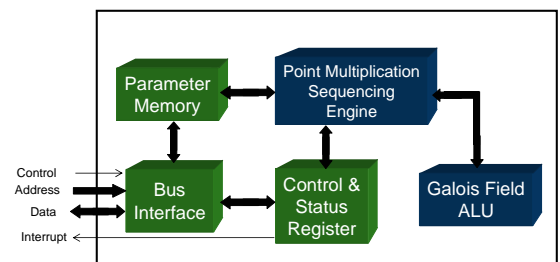 Parameter
Memory
Point Multiplication
Sequencing
Engine
Control
Address
Data
Interrupt
Bus
Interface
Control &
Status
Register
Galois Field
ALU